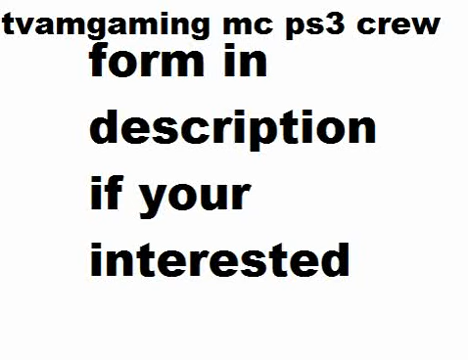 tvamgaming mc ps3 crew
form in
description
if your
interested